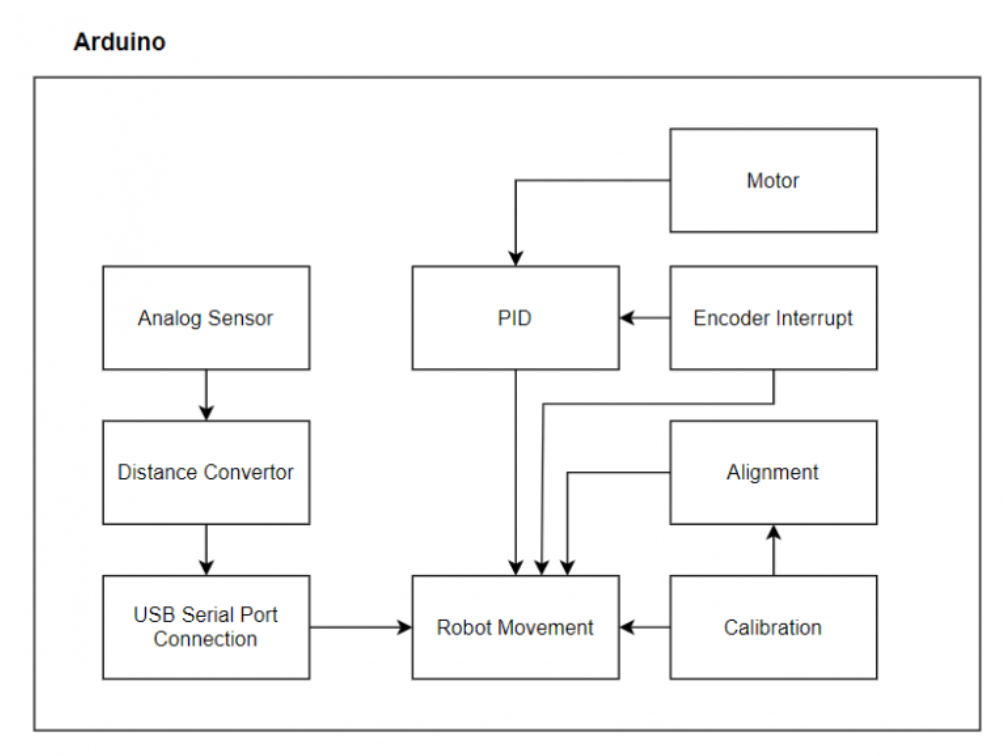 Arduino
Motor
Analog Sensor
PID
Encoder Interrupt
Distance Convertor
Alignment
USB Serial Port
Connection
Robot Movement
Calibration